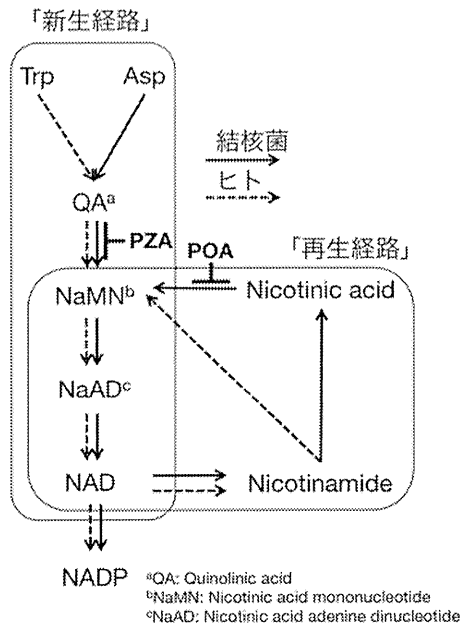 「新生経路」
Trp Asp
結核菌
ヒト
QAᵃ
PZA
POA
「再生経路」
NaMNᵇ
Nicotinic acid
NaADᶜ
NAD
Nicotinamide
NADP
ᵃQA: Quinolinic acid
ᵇNaMN: Nicotinic acid mononucleotide
ᶜNaAD: Nicotinic acid adenine dinucleotide